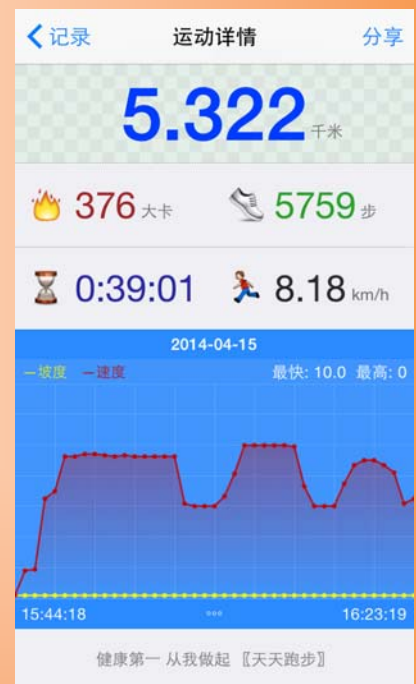 记录 运动详情 分享
5.322 千米
376 大卡 5759 步
0:39:01 8.18 km/h
2014-04-15
坡度 速度 最快: 10.0 最高: 0
15:44:18 16:23:19
健康第一 从我做起 〖天天跑步〗